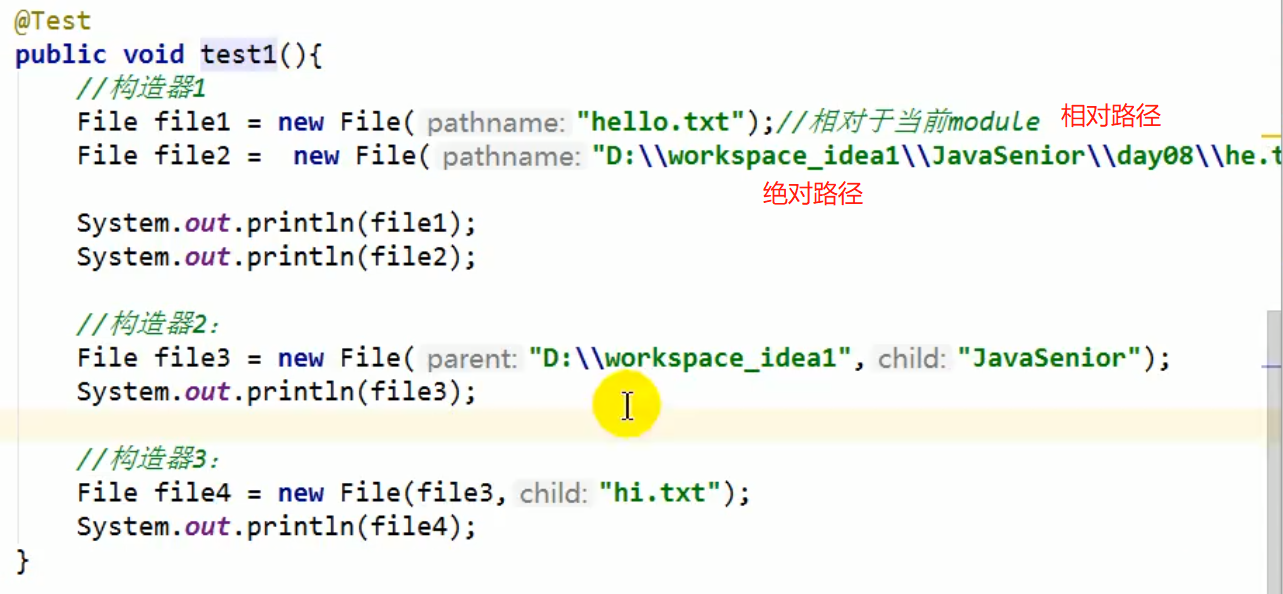 @Test
public void test1(){
//构造器1
File file1 = new File( pathname: "hello.txt");//相对于当前module 相对路径
File file2 =  new File( pathname: "D:\\workspace_idea1\\JavaSenior\\day08\\he.t
绝对路径
System.out.println(file1);
System.out.println(file2);
//构造器2：
File file3 = new File( parent: "D:\\workspace_idea1", child: "JavaSenior");
System.out.println(file3);
//构造器3：
File file4 = new File(file3, child: "hi.txt");
System.out.println(file4);
}